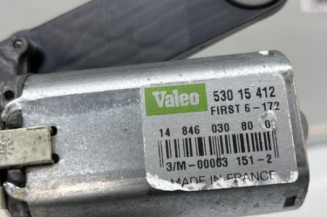 Valeo
530 15 412
FIRST 6-172
14 846 030 80 0
3/M-00003 151-2
MADE IN FRANCE